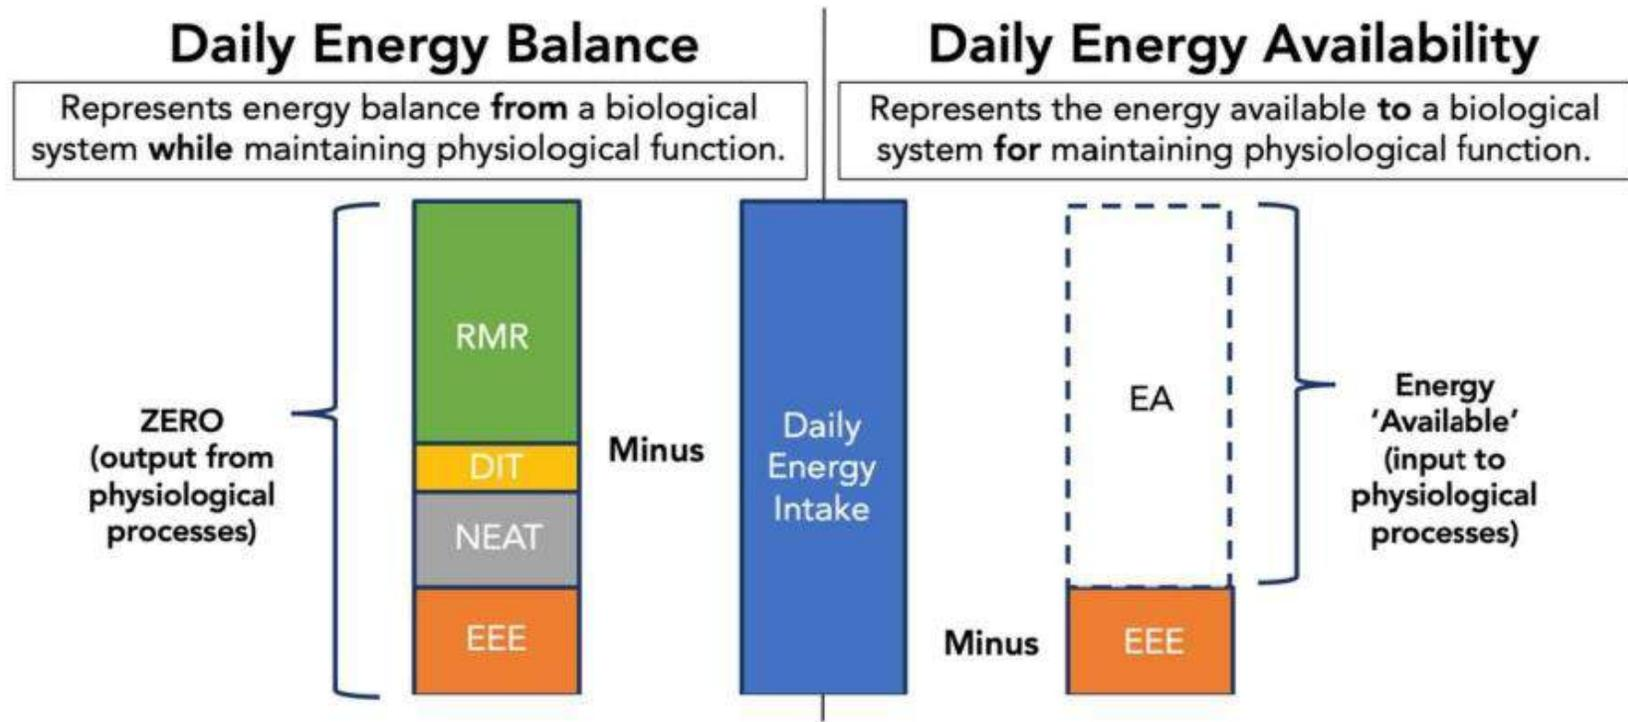 Daily Energy Balance
Represents energy balance from a biological
system while maintaining physiological function.
ZERO
(output from
physiological
processes)
RMR
DIT
NEAT
EEE
Minus
Daily
Energy
Intake
Daily Energy Availability
Represents the energy available to a biological
system for maintaining physiological function.
Minus
EA
EEE
Energy
‘Available’
(input to
physiological
processes)